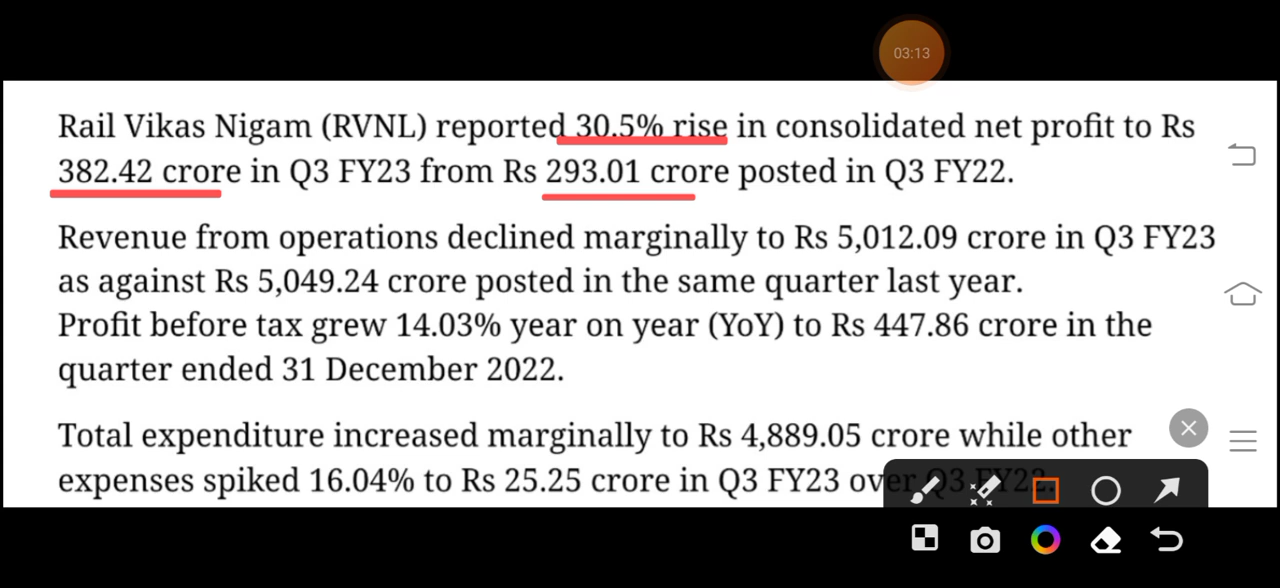 03:13
Rail Vikas Nigam (RVNL) reported 30.5% rise in consolidated net profit to Rs
382.42 crore in Q3 FY23 from Rs 293.01 crore posted in Q3 FY22.
Revenue from operations declined marginally to Rs 5,012.09 crore in Q3 FY23
as against Rs 5,049.24 crore posted in the same quarter last year.
Profit before tax grew 14.03% year on year (YoY) to Rs 447.86 crore in the
quarter ended 31 December 2022.
Total expenditure increased marginally to Rs 4,889.05 crore while other
expenses spiked 16.04% to Rs 25.25 crore in Q3 FY23 over Q3 FY22.